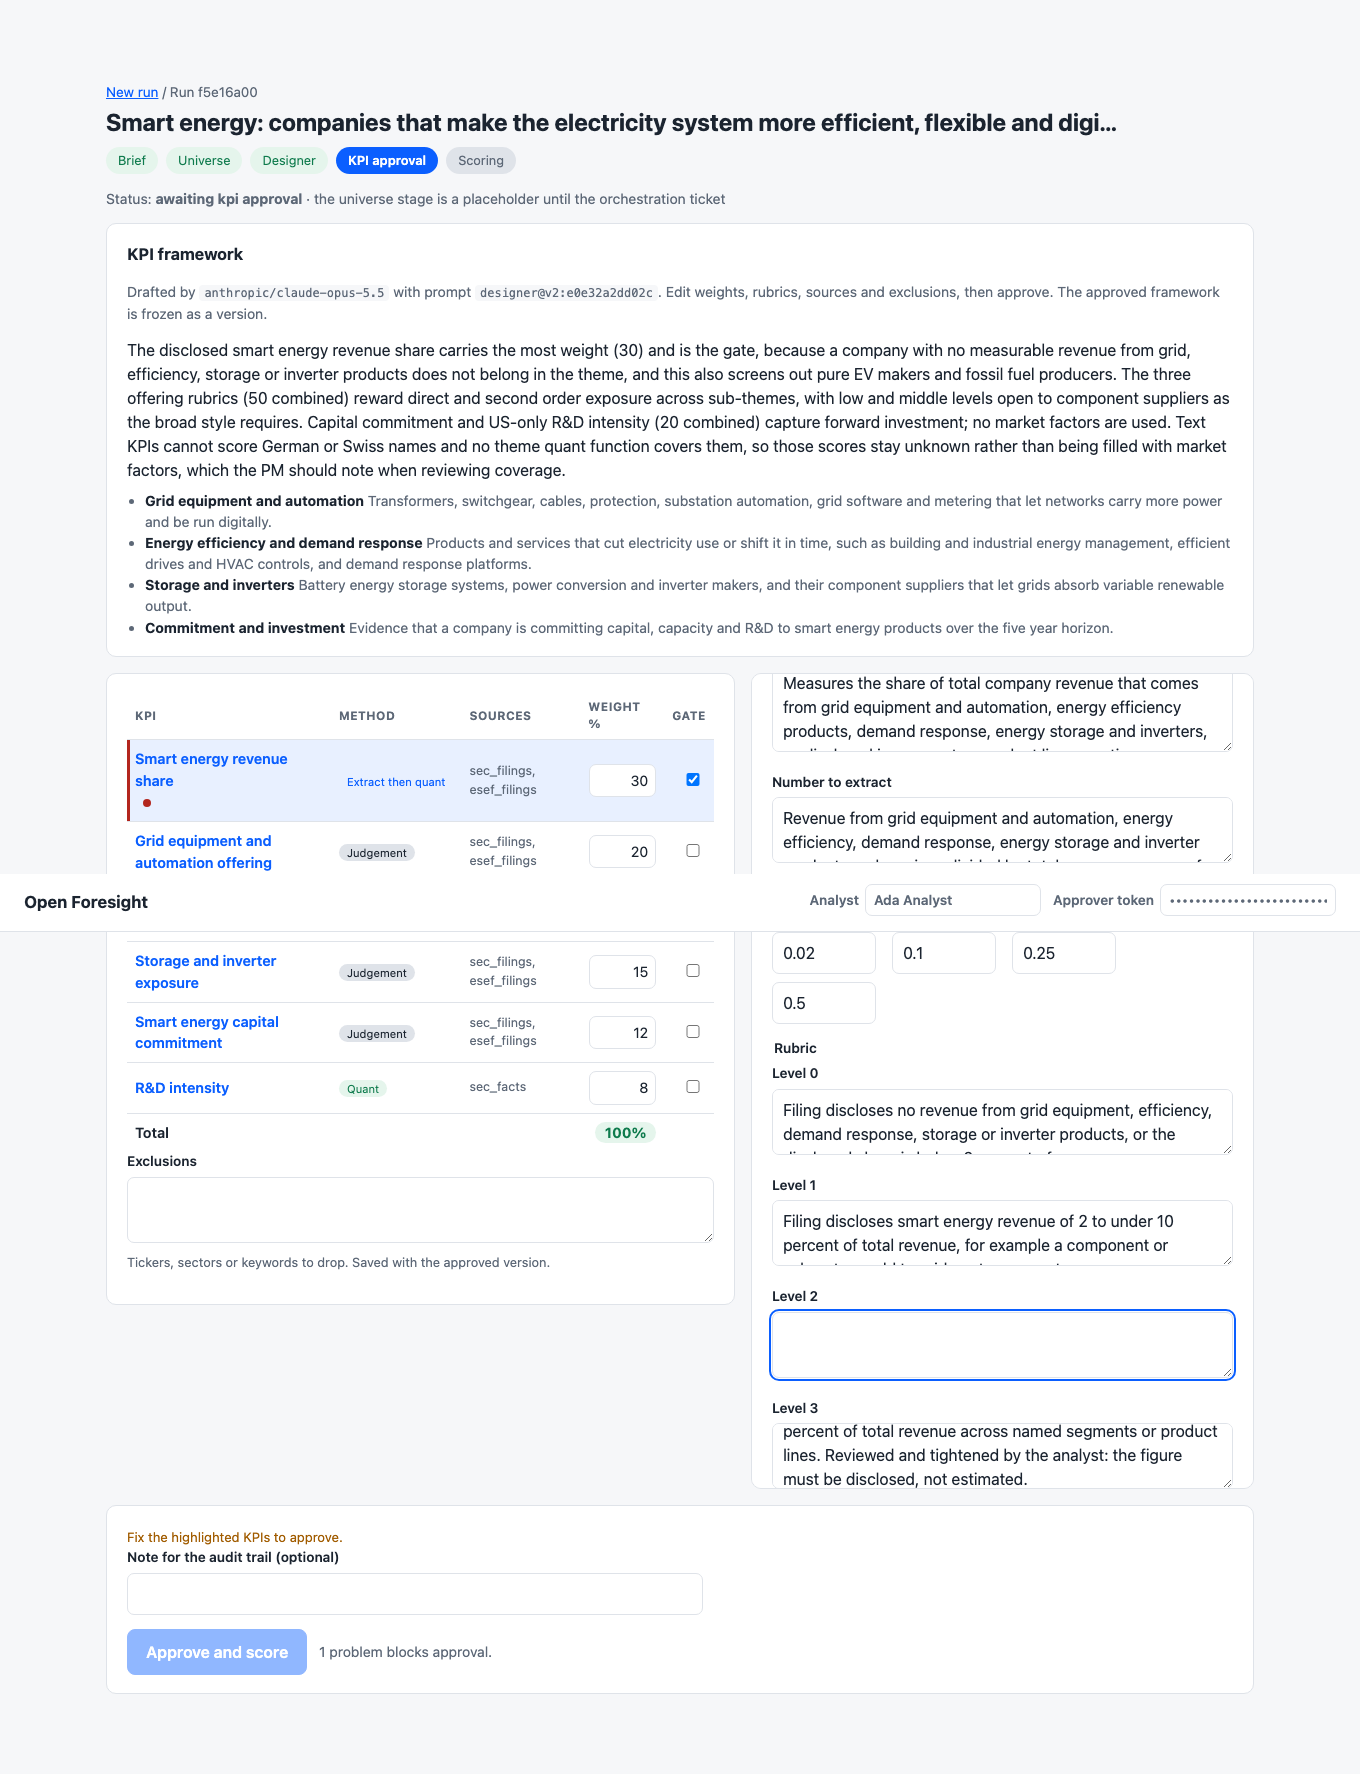 New run / Run f5e16a00
Smart energy: companies that make the electricity system more efficient, flexible and digi...
Brief
Universe
Designer
KPI approval
Scoring
Status: awaiting kpi approval · the universe stage is a placeholder until the orchestration ticket
KPI framework
Drafted by anthropic/claude-opus-5.5 with prompt designer@v2:e0e32a2dd02c. Edit weights, rubrics, sources and exclusions, then approve. The approved framework
is frozen as a version.
The disclosed smart energy revenue share carries the most weight (30) and is the gate, because a company with no measurable revenue from grid,
efficiency, storage or inverter products does not belong in the theme, and this also screens out pure EV makers and fossil fuel producers. The three
offering rubrics (50 combined) reward direct and second order exposure across sub-themes, with low and middle levels open to component suppliers as
the broad style requires. Capital commitment and US-only R&D intensity (20 combined) capture forward investment; no market factors are used. Text
KPIs cannot score German or Swiss names and no theme quant function covers them, so those scores stay unknown rather than being filled with market
factors, which the PM should note when reviewing coverage.
Grid equipment and automation Transformers, switchgear, cables, protection, substation automation, grid software and metering that let networks carry more power
and be run digitally.
Energy efficiency and demand response Products and services that cut electricity use or shift it in time, such as building and industrial energy management, efficient
drives and HVAC controls, and demand response platforms.
Storage and inverters Battery energy storage systems, power conversion and inverter makers, and their component suppliers that let grids absorb variable renewable
output.
Commitment and investment Evidence that a company is committing capital, capacity and R&D to smart energy products over the five year horizon.
KPI METHOD SOURCES WEIGHT % GATE
Smart energy revenue share Extract then quant sec_filings, esef_filings 30
Grid equipment and automation offering Judgement sec_filings, esef_filings 20
Open Foresight
Analyst Ada Analyst Approver token
Storage and inverter exposure Judgement sec_filings, esef_filings 15
Smart energy capital commitment Judgement sec_filings, esef_filings 12
R&D intensity Quant sec_facts 8
Total 100%
Exclusions
Tickers, sectors or keywords to drop. Saved with the approved version.
Measures the share of total company revenue that comes
from grid equipment and automation, energy efficiency
products, demand response, energy storage and inverters,
Number to extract
Revenue from grid equipment and automation, energy
efficiency, demand response, energy storage and inverter
0.02 0.1 0.25
0.5
Rubric
Level 0
Filing discloses no revenue from grid equipment, efficiency,
demand response, storage or inverter products, or the
Level 1
Filing discloses smart energy revenue of 2 to under 10
percent of total revenue, for example a component or
Level 2
Level 3
percent of total revenue across named segments or product
lines. Reviewed and tightened by the analyst: the figure
must be disclosed, not estimated.
Fix the highlighted KPIs to approve.
Note for the audit trail (optional)
Approve and score
1 problem blocks approval.